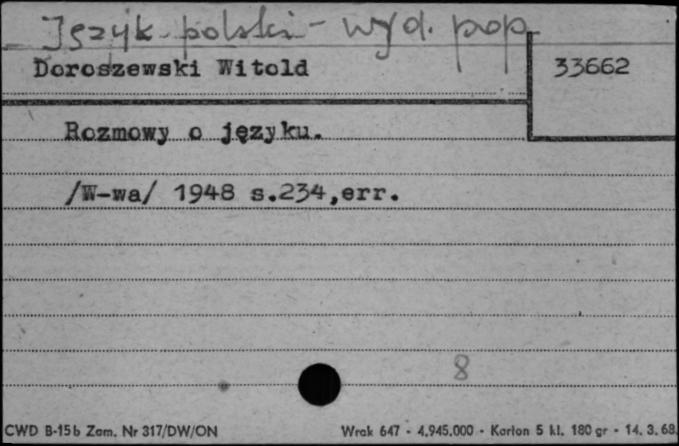 Język polski - wyd. pop.
Doroszewski Witold
33662
Rozmowy o języku.
/W-wa/ 1948 s.234,err.
8
CWD B-15b Zam. Nr 317/DW/ON
Wrak 647 - 4.945.000 - Karton 5 kl. 180 gr - 14. 3. 68.